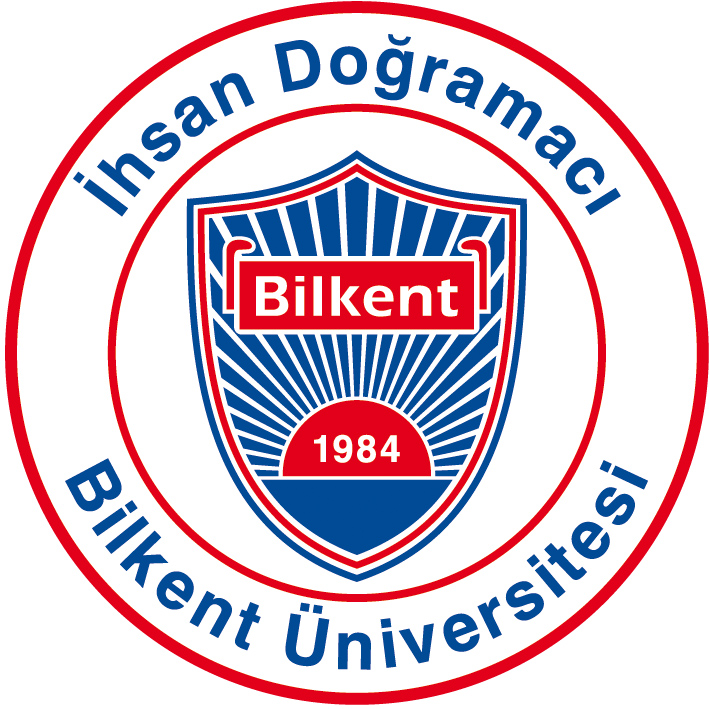 İhsan Doğramacı
Bilkent
1984
Bilkent Üniversitesi